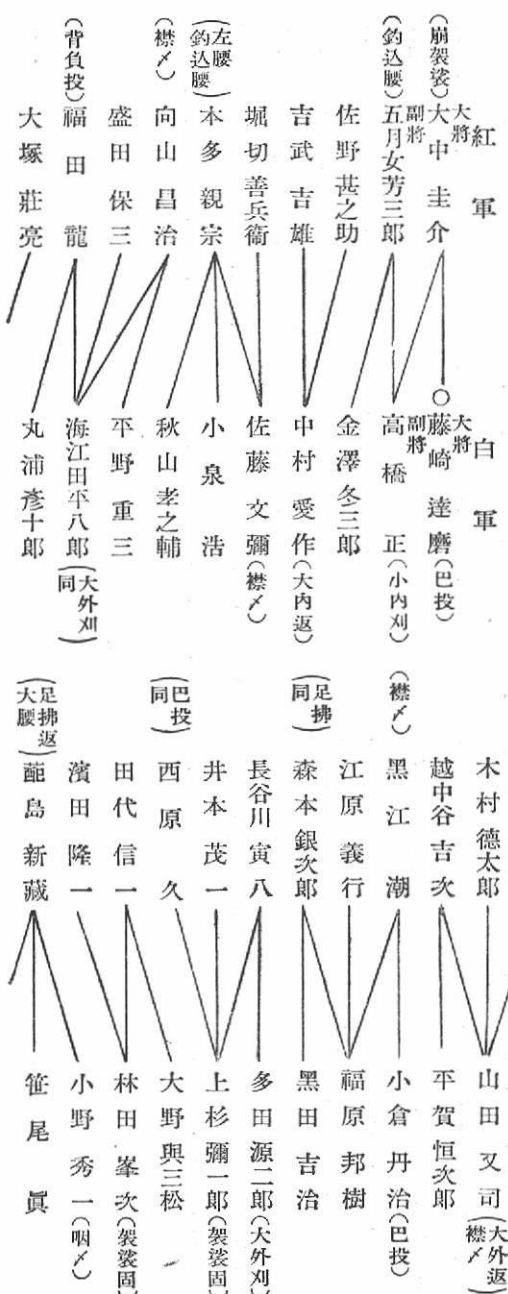 紅軍
大將 大中圭介(崩袈裟)
副將 五月女芳三郎(釣込腰)
佐野甚之助
吉武吉雄
堀切善兵衞
本多親宗(左腰 釣込腰)
向山昌治(襟〆)
盛田保三
福田龍(背負投)
大塚莊亮
白軍
大將 ○藤崎達磨(巴投)
副將 高橋正(小内刈)
金澤冬三郎
中村愛作(大内返)
佐藤文彌(襟〆)
小泉浩
秋山孝之輔
平野重三
海江田平八郎(大外刈 同)
丸浦彥十郎
木村德太郎
越中谷吉次
黑江潮(襟〆)
江原義行
森本銀次郎(足拂 同)
長谷川寅八
井本茂一
西原久(巴投 同)
田代信一
濱田隆一
島新藏(足拂返 大腰)
山田又司(大外返 襟〆)
平賀恒次郎
小倉丹治(巴投)
福原邦樹
黑田吉治
多田源二郎(大外刈)
上杉彌一郎(袈裟固)
大野與三松
林田峯次(袈裟固)
小野秀一(咽〆)
笹尾眞